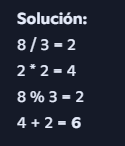 Solución:
8 / 3 = 2
2 * 2 = 4
8 % 3 = 2
4 + 2 = 6